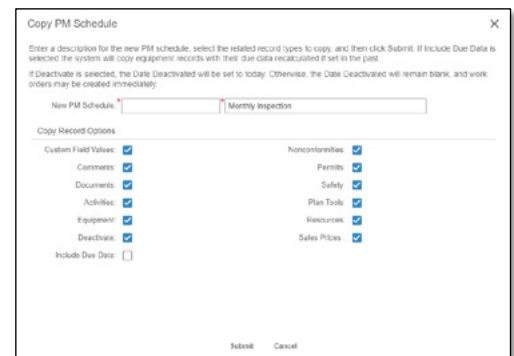 Copy PM Schedule
Enter a description for the new PM schedule, select the related record types to copy, and then click Submit. If Include Due Data is
selected the system will copy equipment records with their due data recalculated if set in the past.
If Deactivate is selected, the Date Deactivated will be set to today. Otherwise, the Date Deactivated will remain blank, and work
orders may be created immediately.
New PM Schedule: * * Monthly Inspection
Copy Record Options
Custom Field Values: Nonconformities:
Comments: Permits:
Documents: Safety:
Activities: Plan Tools:
Equipment: Resources:
Deactivate: Sales Prices:
Include Due Data:
Submit Cancel